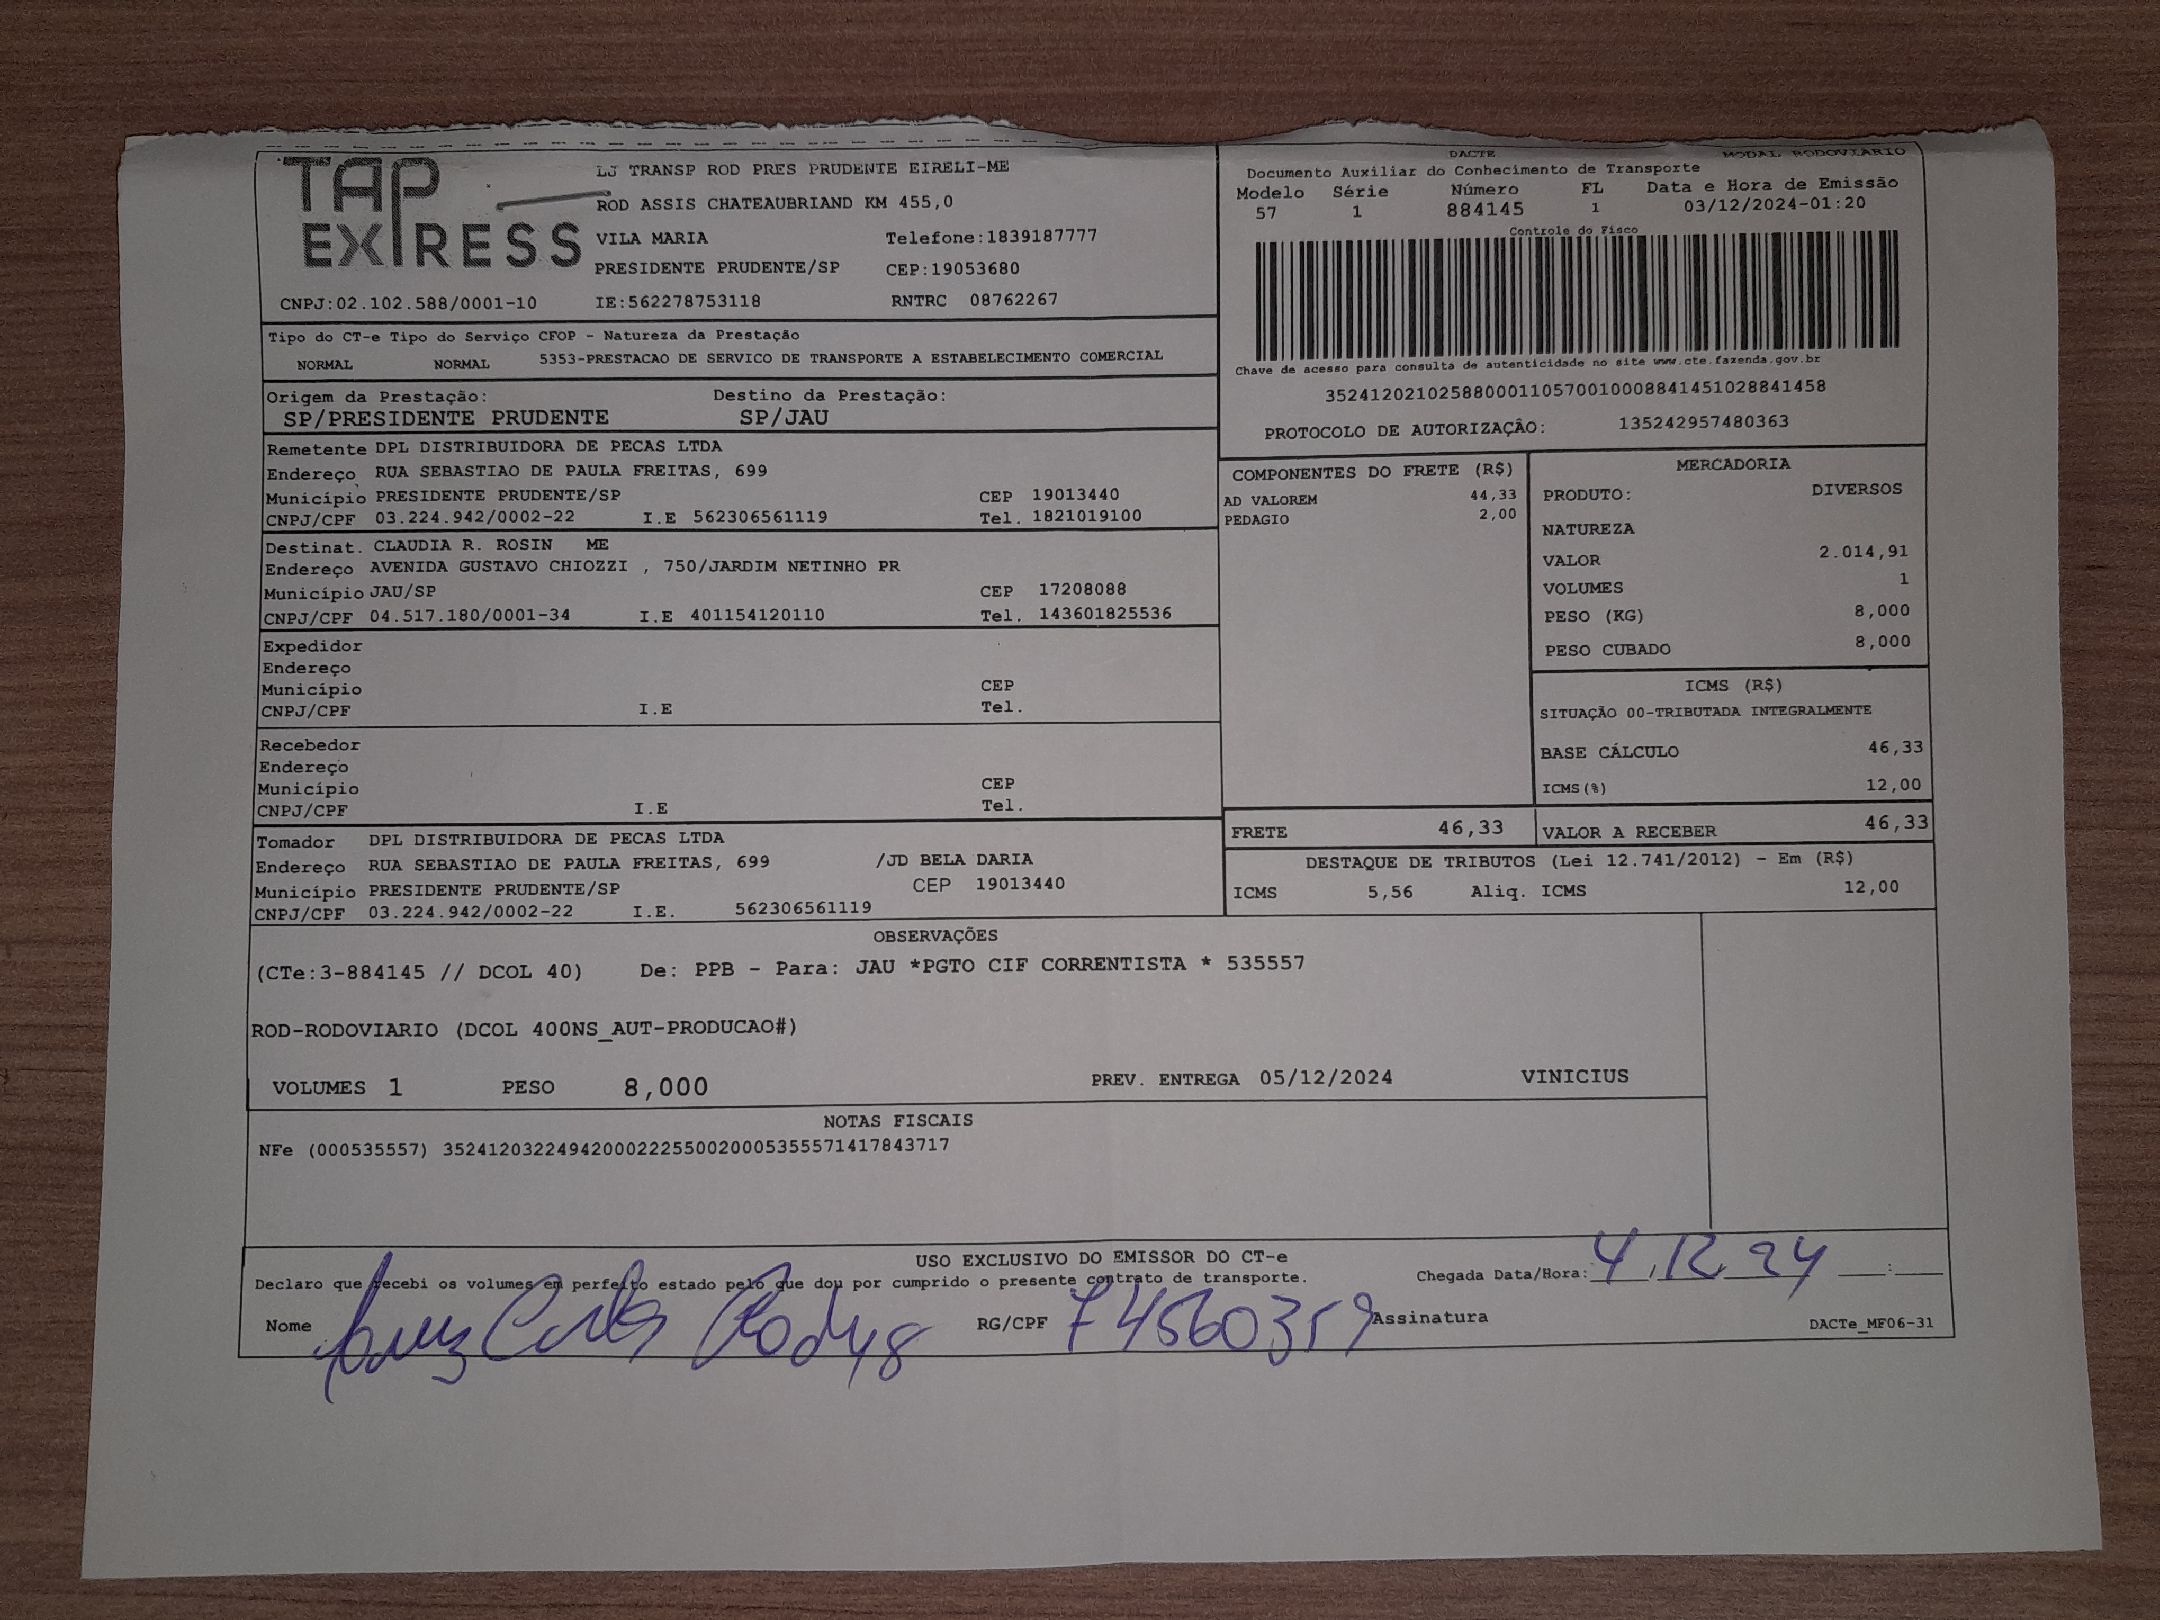 TAP EXPRESS
LJ TRANSP ROD PRES PRUDENTE EIRELI-ME
ROD ASSIS CHATEAUBRIAND KM 455,0
VILA MARIA Telefone:1839187777
PRESIDENTE PRUDENTE/SP CEP:19053680
CNPJ:02.102.588/0001-10 IE:562278753118 RNTRC 08762267
DACTE MODAL RODOVIARIO
Documento Auxiliar do Conhecimento de Transporte
Modelo Série Número FL Data e Hora de Emissão
57 1 884145 1 03/12/2024-01:20
Controle do Fisco
Chave de acesso para consulta de autenticidade no site www.cte.fazenda.gov.br
35241202102588000110570010008841451028841458
PROTOCOLO DE AUTORIZAÇÃO: 135242957480363
Tipo do CT-e Tipo do Serviço CFOP - Natureza da Prestação
NORMAL NORMAL 5353-PRESTACAO DE SERVICO DE TRANSPORTE A ESTABELECIMENTO COMERCIAL
Origem da Prestação: Destino da Prestação:
SP/PRESIDENTE PRUDENTE SP/JAU
Remetente DPL DISTRIBUIDORA DE PECAS LTDA
Endereço RUA SEBASTIAO DE PAULA FREITAS, 699
Município PRESIDENTE PRUDENTE/SP CEP 19013440
CNPJ/CPF 03.224.942/0002-22 I.E 562306561119 Tel. 1821019100
Destinat. CLAUDIA R. ROSIN ME
Endereço AVENIDA GUSTAVO CHIOZZI , 750/JARDIM NETINHO PR
Município JAU/SP CEP 17208088
CNPJ/CPF 04.517.180/0001-34 I.E 401154120110 Tel. 143601825536
Expedidor
Endereço
Município CEP
CNPJ/CPF I.E Tel.
Recebedor
Endereço
Município CEP
CNPJ/CPF I.E Tel.
Tomador DPL DISTRIBUIDORA DE PECAS LTDA
Endereço RUA SEBASTIAO DE PAULA FREITAS, 699 /JD BELA DARIA
Município PRESIDENTE PRUDENTE/SP CEP 19013440
CNPJ/CPF 03.224.942/0002-22 I.E. 562306561119
COMPONENTES DO FRETE (R$)
AD VALOREM 44,33
PEDAGIO 2,00
MERCADORIA
PRODUTO: DIVERSOS
NATUREZA
VALOR 2.014,91
VOLUMES 1
PESO (KG) 8,000
PESO CUBADO 8,000
ICMS (R$)
SITUAÇÃO 00-TRIBUTADA INTEGRALMENTE
BASE CÁLCULO 46,33
ICMS(%) 12,00
FRETE 46,33 VALOR A RECEBER 46,33
DESTAQUE DE TRIBUTOS (Lei 12.741/2012) - Em (R$)
ICMS 5,56 Aliq. ICMS 12,00
OBSERVAÇÕES
(CTe:3-884145 // DCOL 40) De: PPB - Para: JAU *PGTO CIF CORRENTISTA * 535557
ROD-RODOVIARIO (DCOL 400NS_AUT-PRODUCAO#)
VOLUMES 1 PESO 8,000 PREV. ENTREGA 05/12/2024 VINICIUS
NOTAS FISCAIS
NFe (000535557) 35241203224942000222550020005355571417843717
USO EXCLUSIVO DO EMISSOR DO CT-e
Declaro que recebi os volumes em perfeito estado pelo que dou por cumprido o presente contrato de transporte. Chegada Data/Hora: 4/12/24 __:__
Nome Carlos RG/CPF 74560359 Assinatura DACTe_MF06-31